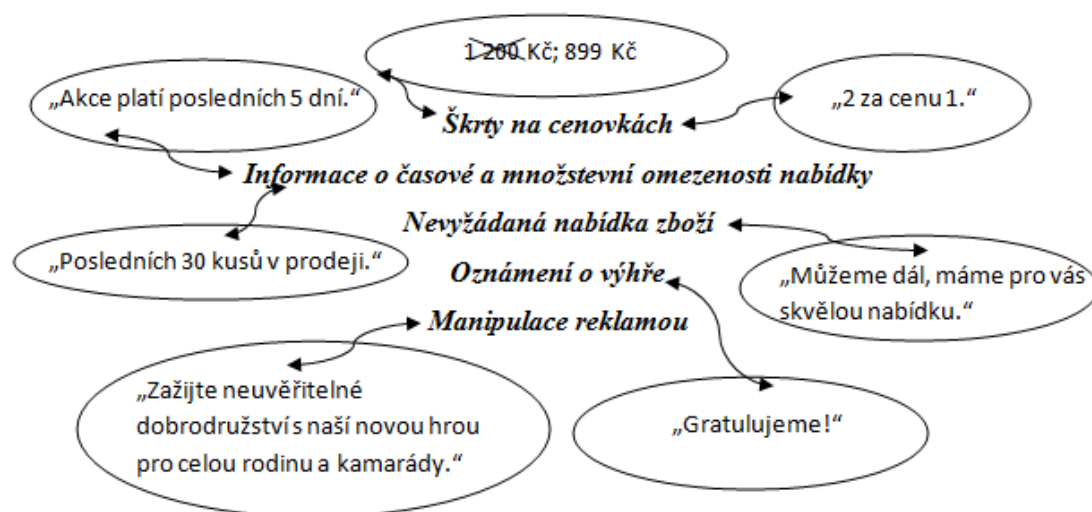 1 200 Kč; 899 Kč
„Akce platí posledních 5 dní.“
„2 za cenu 1.“
Škrty na cenovkách
Informace o časové a množstevní omezenosti nabídky
Nevyžádaná nabídka zboží
„Posledních 30 kusů v prodeji.“
Oznámení o výhře
„Můžeme dál, máme pro vás
skvělou nabídku.“
Manipulace reklamou
„Zažijte neuvěřitelné
dobrodružství s naší novou hrou
pro celou rodinu a kamarády.“
„Gratulujeme!“